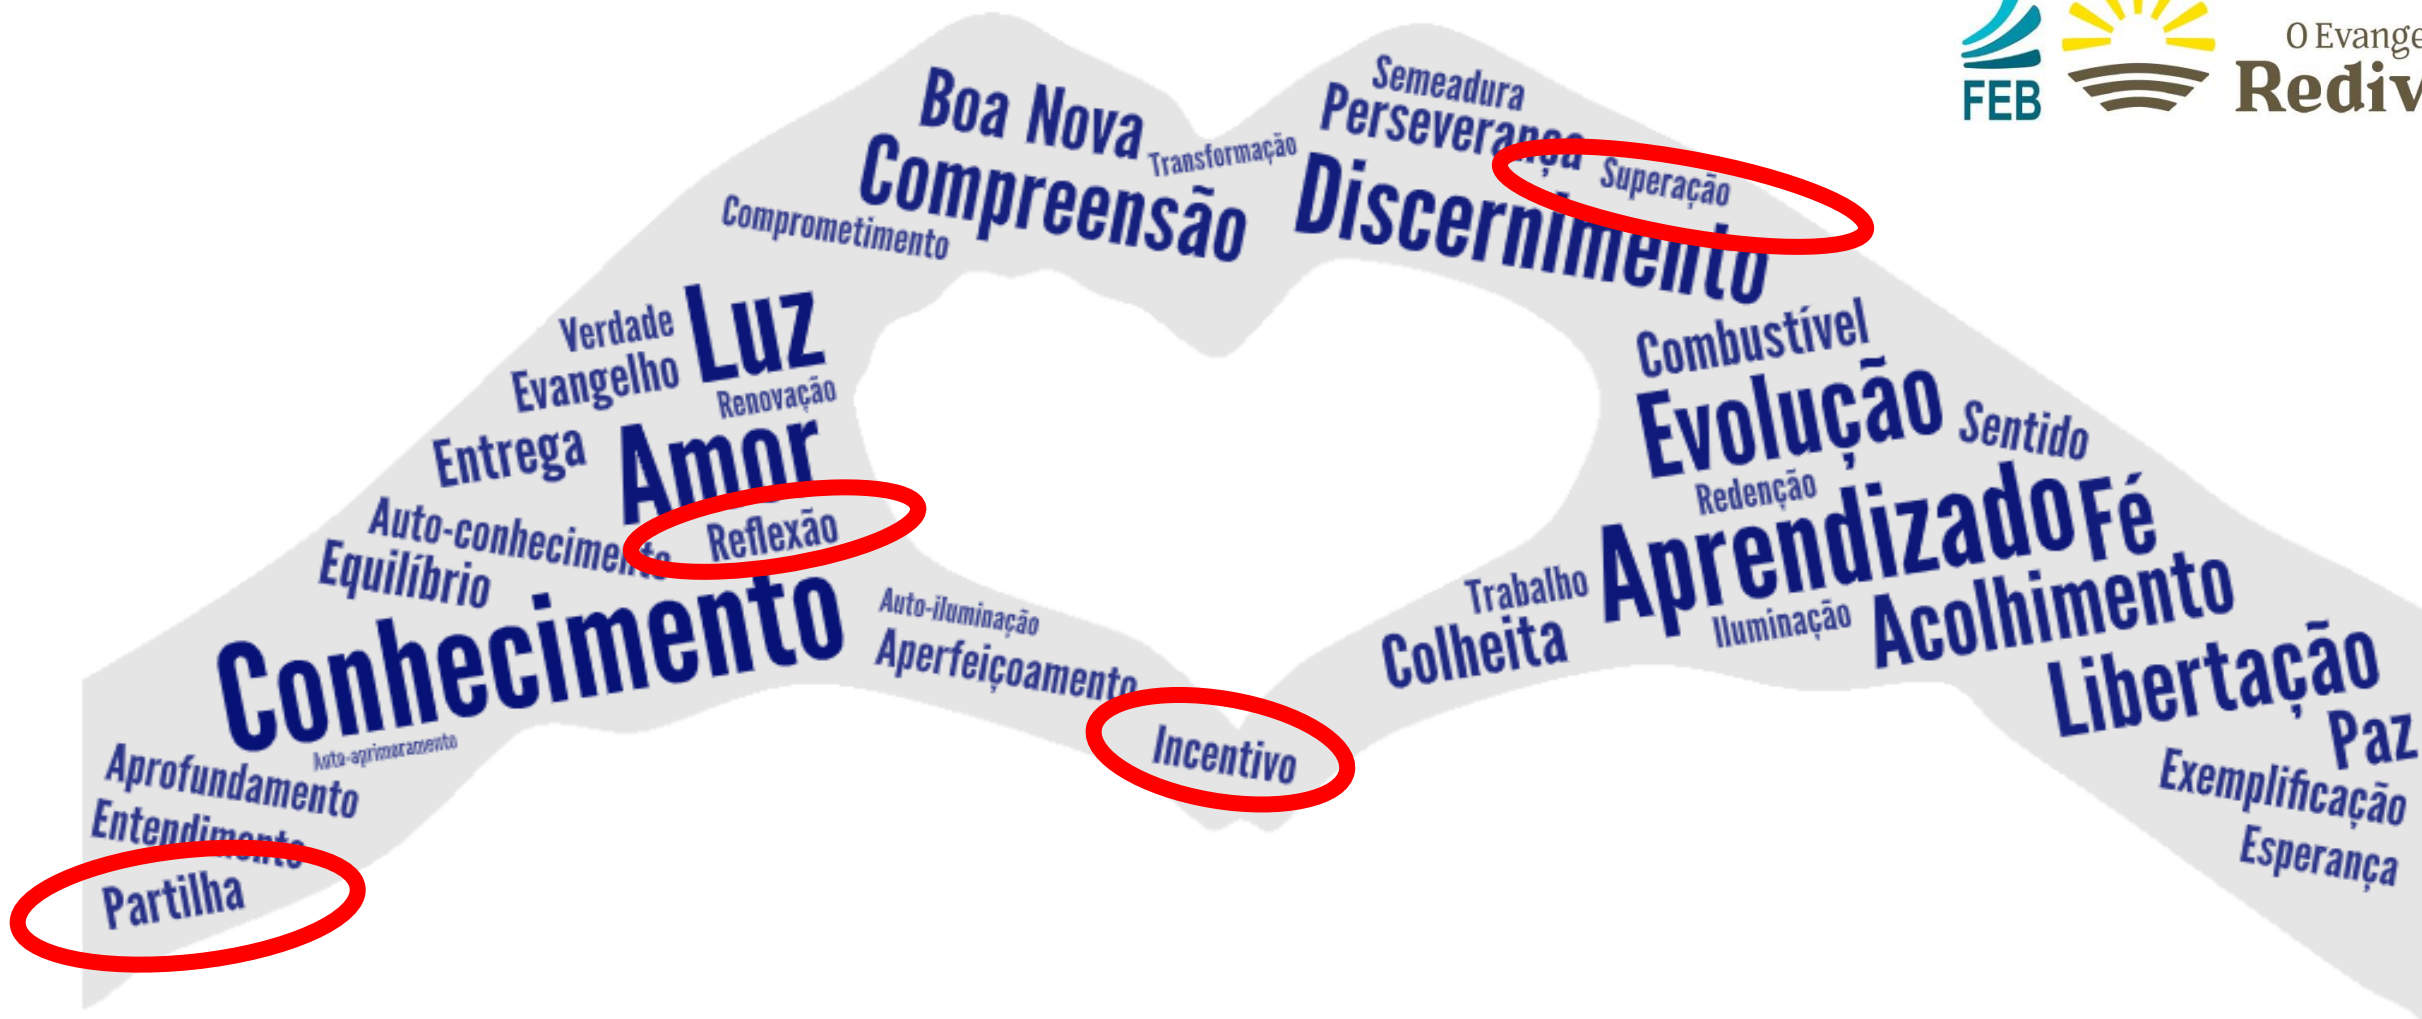 FEB
O Evange
Rediv
Semeadura
Boa Nova
Perseverança
Transformação
Superação
Compreensão
Discernimento
Comprometimento
Luz
Verdade
Evangelho
Renovação
Combustível
Evolução
Sentido
Entrega
Amor
Redenção
Reflexão
Auto-conhecimento
Aprendizado
Fé
Equilíbrio
Conhecimento
Auto-iluminação
Trabalho
Iluminação
Acolhimento
Aperfeiçoamento
Colheita
Libertação
Paz
Incentivo
Auto-aprimoramento
Aprofundamento
Exemplificação
Entendimento
Esperança
Partilha